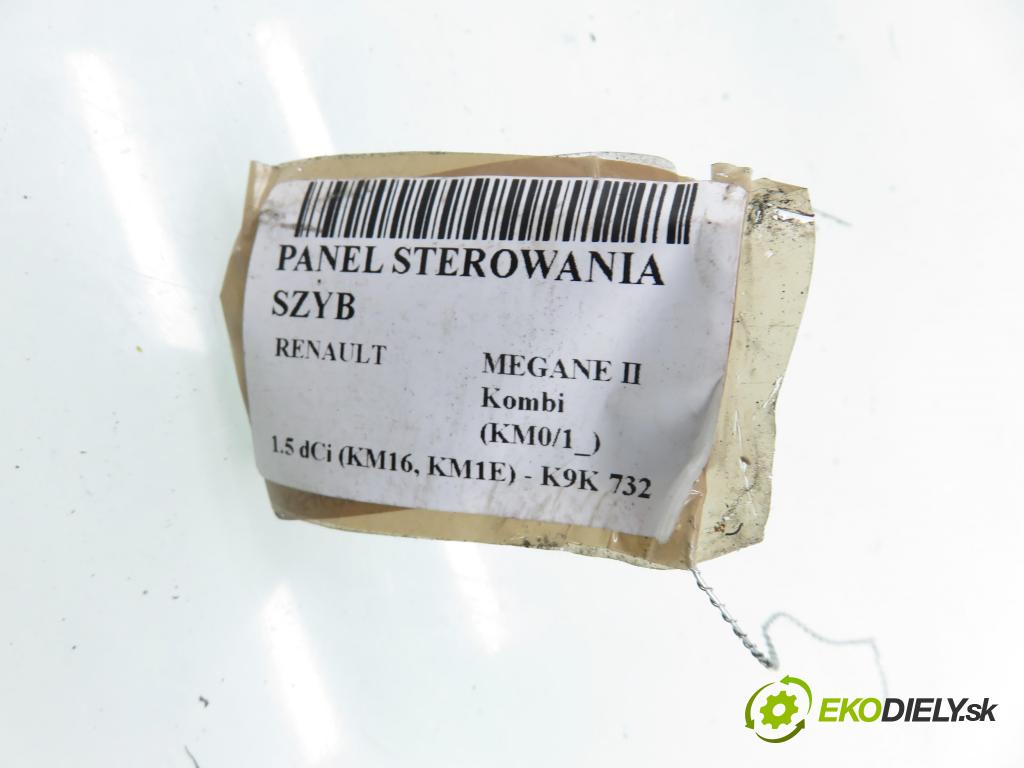 PANEL STEROWANIA
SZYB
RENAULT
MEGANE II
Kombi
(KM0/1_)
1.5 dCi (KM16, KM1E) - K9K 732
EKODIELY.sk